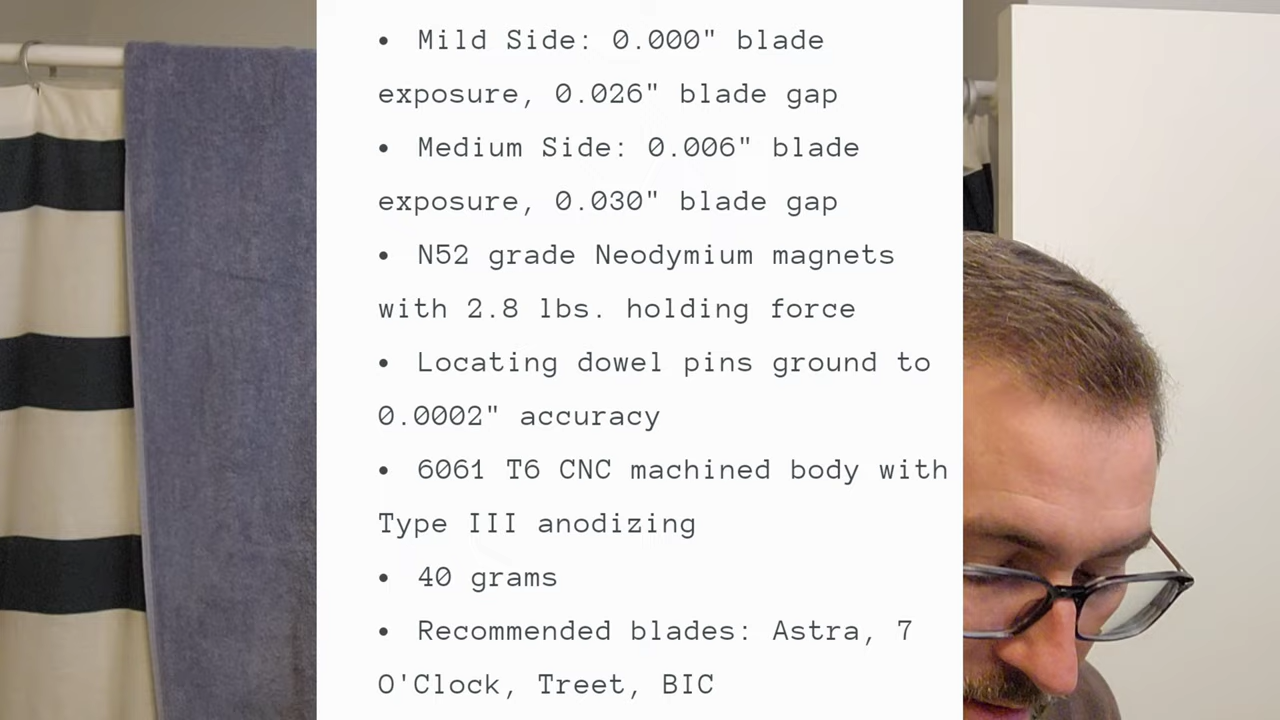 • Mild Side: 0.000" blade
exposure, 0.026" blade gap
• Medium Side: 0.006" blade
exposure, 0.030" blade gap
• N52 grade Neodymium magnets
with 2.8 lbs. holding force
• Locating dowel pins ground to
0.0002" accuracy
• 6061 T6 CNC machined body with
Type III anodizing
• 40 grams
• Recommended blades: Astra, 7
O'Clock, Treet, BIC